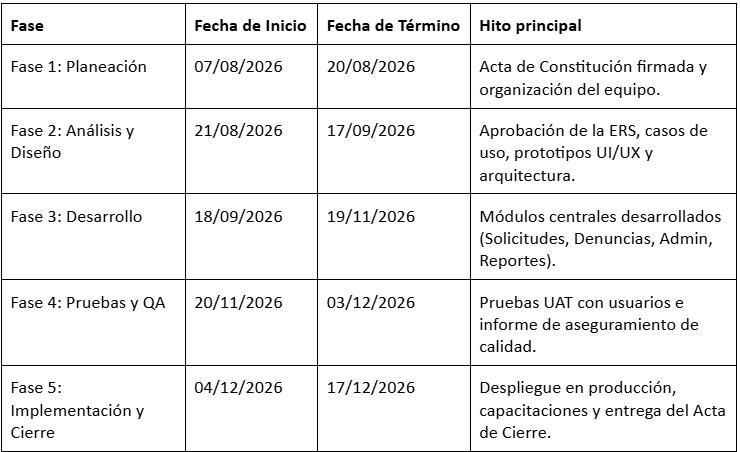 Fase Fecha de Inicio Fecha de Término Hito principal
Fase 1: Planeación 07/08/2026 20/08/2026 Acta de Constitución firmada y
organización del equipo.
Fase 2: Análisis y 21/08/2026 17/09/2026 Aprobación de la ERS, casos de
Diseño uso, prototipos UI/UX y
arquitectura.
Fase 3: Desarrollo 18/09/2026 19/11/2026 Módulos centrales desarrollados
(Solicitudes, Denuncias, Admin,
Reportes).
Fase 4: Pruebas y QA 20/11/2026 03/12/2026 Pruebas UAT con usuarios e
informe de aseguramiento de
calidad.
Fase 5: 04/12/2026 17/12/2026 Despliegue en producción,
Implementación y capacitaciones y entrega del Acta
Cierre de Cierre.